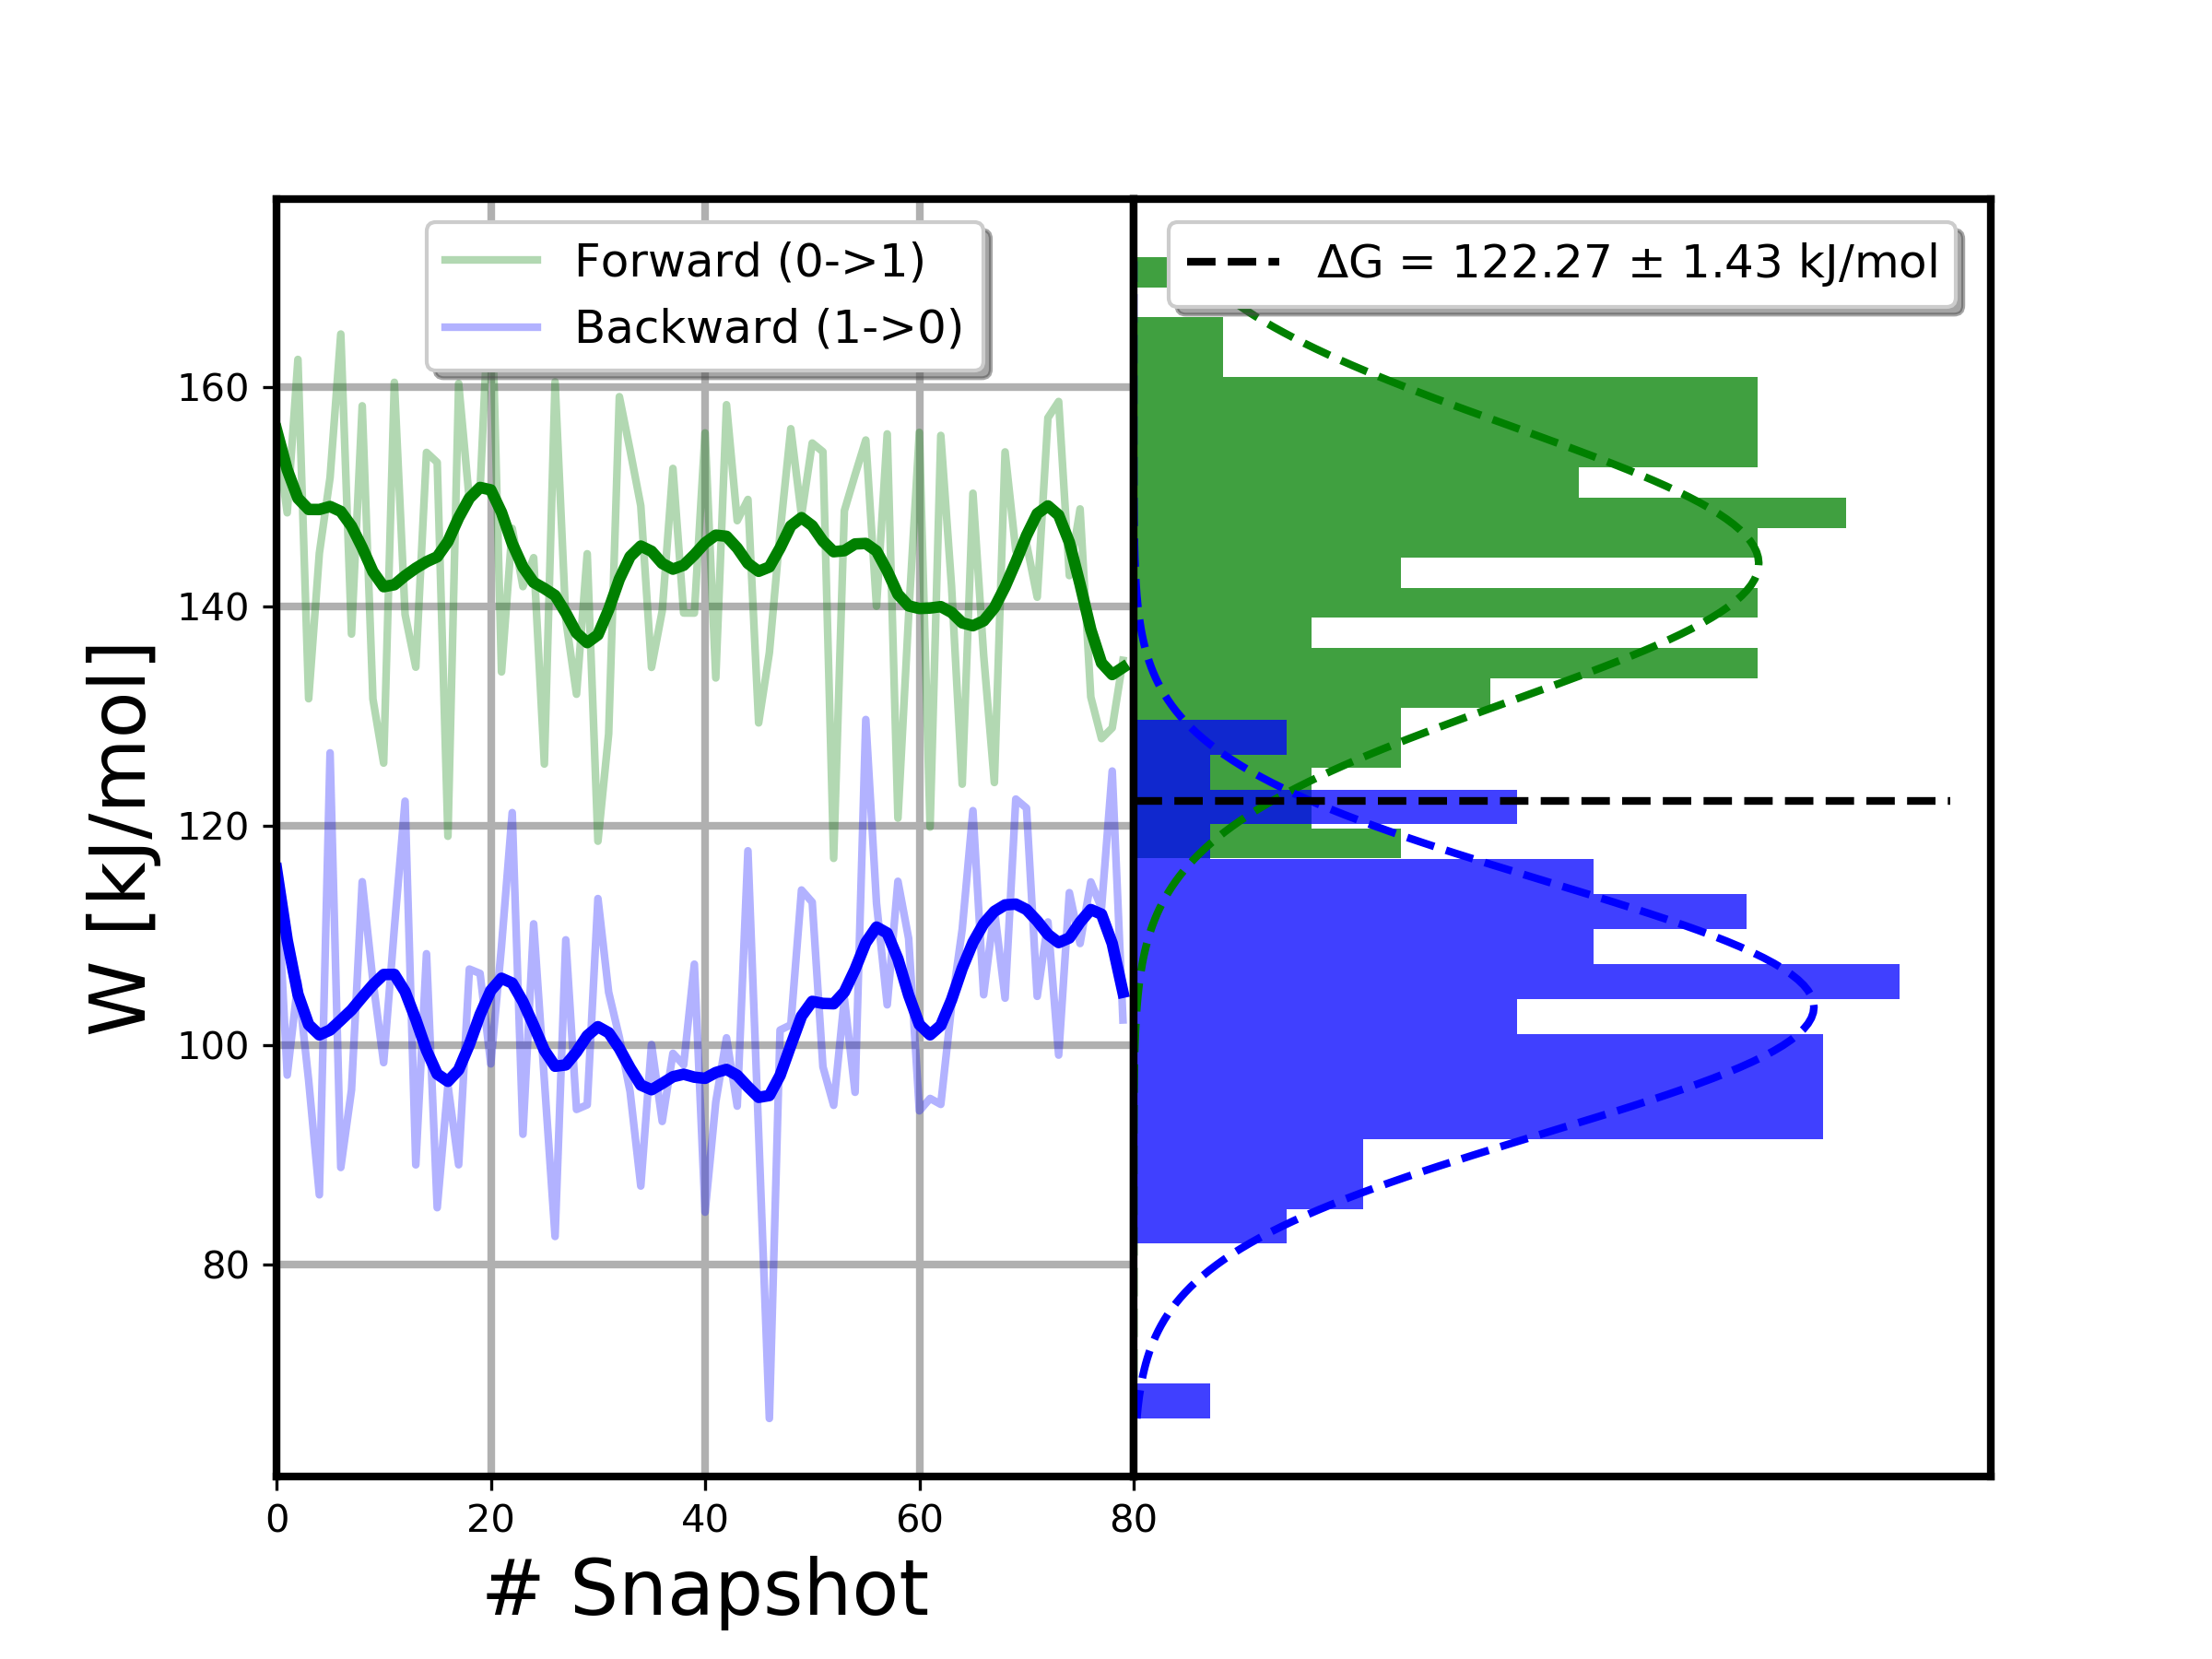 Forward (0->1)
Backward (1->0)
ΔG = 122.27 ± 1.43 kJ/mol
160
140
120
100
80
W [kJ/mol]
0 20 40 60 80
# Snapshot